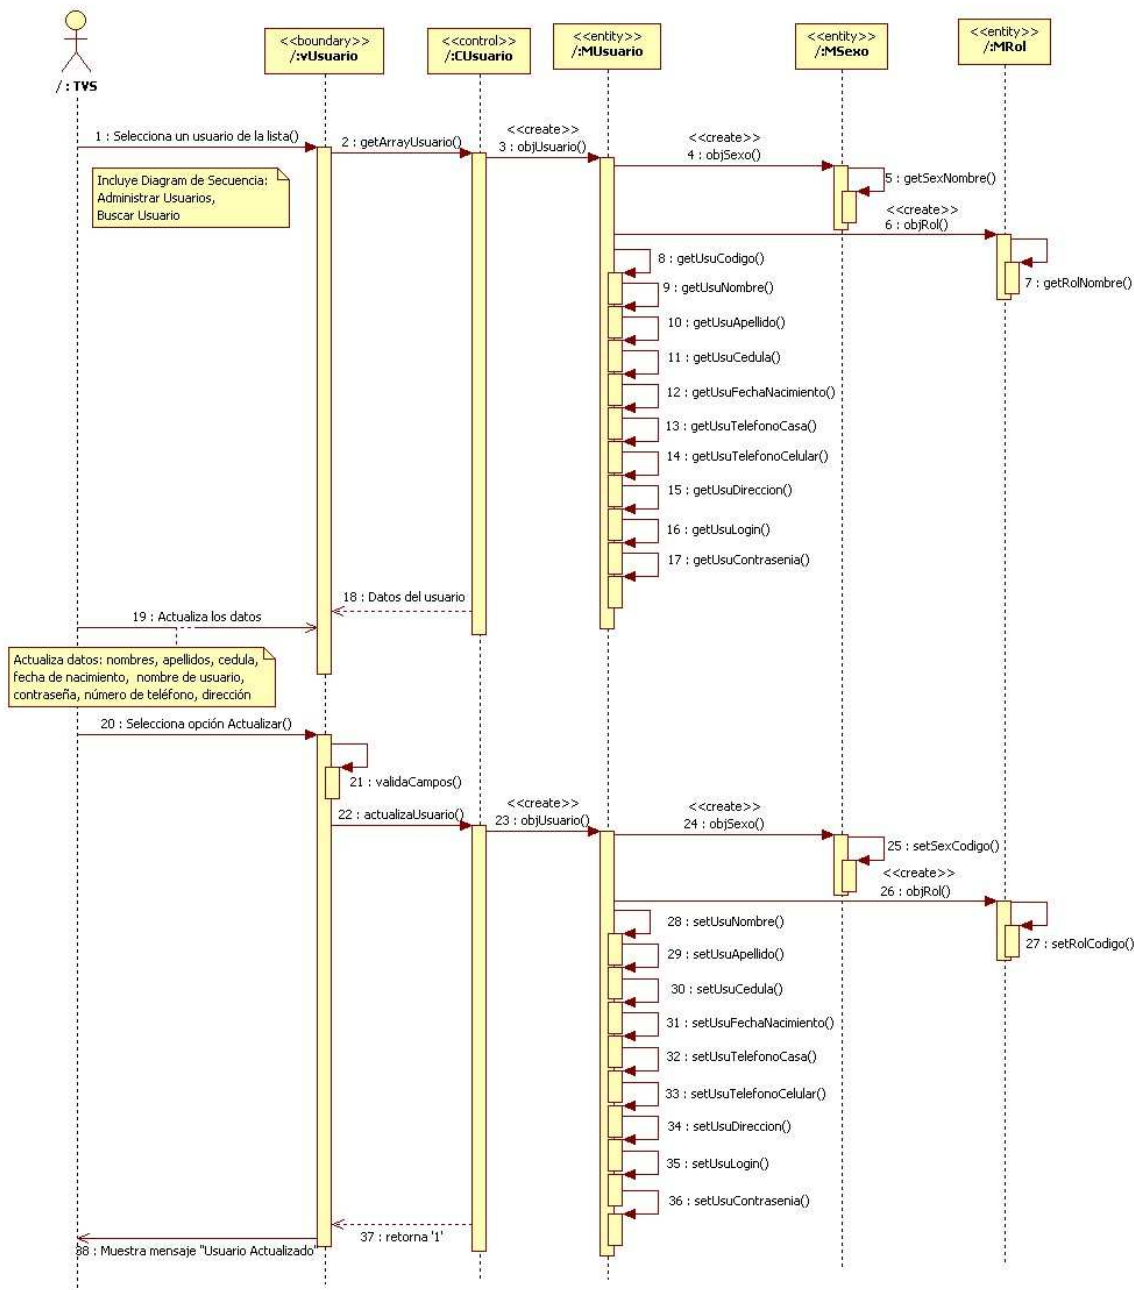 / : TVS
<<boundary>>
/:vUsuario
<<control>>
/:CUsuario
<<entity>>
/:MUsuario
<<entity>>
/:MSexo
<<entity>>
/:MRol
1 : Selecciona un usuario de la lista()
2 : getArrayUsuario()
<<create>>
3 : objUsuario()
<<create>>
4 : objSexo()
5 : getSexNombre()
Incluye Diagram de Secuencia:
Administrar Usuarios,
Buscar Usuario
<<create>>
6 : objRol()
7 : getRolNombre()
8 : getUsuCodigo()
9 : getUsuNombre()
10 : getUsuApellido()
11 : getUsuCedula()
12 : getUsuFechaNacimiento()
13 : getUsuTelefonoCasa()
14 : getUsuTelefonoCelular()
15 : getUsuDireccion()
16 : getUsuLogin()
17 : getUsuContrasenia()
18 : Datos del usuario
19 : Actualiza los datos
Actualiza datos: nombres, apellidos, cedula,
fecha de nacimiento, nombre de usuario,
contraseña, número de teléfono, dirección
20 : Selecciona opción Actualizar()
21 : validaCampos()
22 : actualizaUsuario()
<<create>>
23 : objUsuario()
<<create>>
24 : objSexo()
25 : setSexCodigo()
<<create>>
26 : objRol()
27 : setRolCodigo()
28 : setUsuNombre()
29 : setUsuApellido()
30 : setUsuCedula()
31 : setUsuFechaNacimiento()
32 : setUsuTelefonoCasa()
33 : setUsuTelefonoCelular()
34 : setUsuDireccion()
35 : setUsuLogin()
36 : setUsuContrasenia()
37 : retorna '1'
38 : Muestra mensaje "Usuario Actualizado"